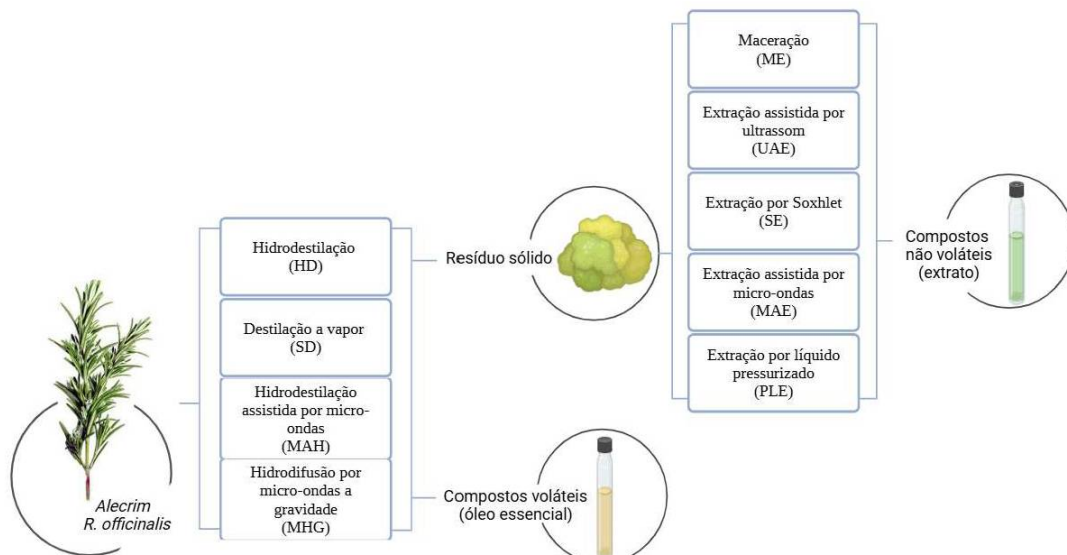 Alecrim
R. officinalis
Hidrodestilação
(HD)
Destilação a vapor
(SD)
Hidrodestilação
assistida por micro-
ondas
(MAH)
Hidrodifusão por
micro-ondas a
gravidade
(MHG)
Resíduo sólido
Compostos voláteis
(óleo essencial)
Maceração
(ME)
Extração assistida por
ultrassom
(UAE)
Extração por Soxhlet
(SE)
Extração assistida por
micro-ondas
(MAE)
Extração por líquido
pressurizado
(PLE)
Compostos
não voláteis
(extrato)